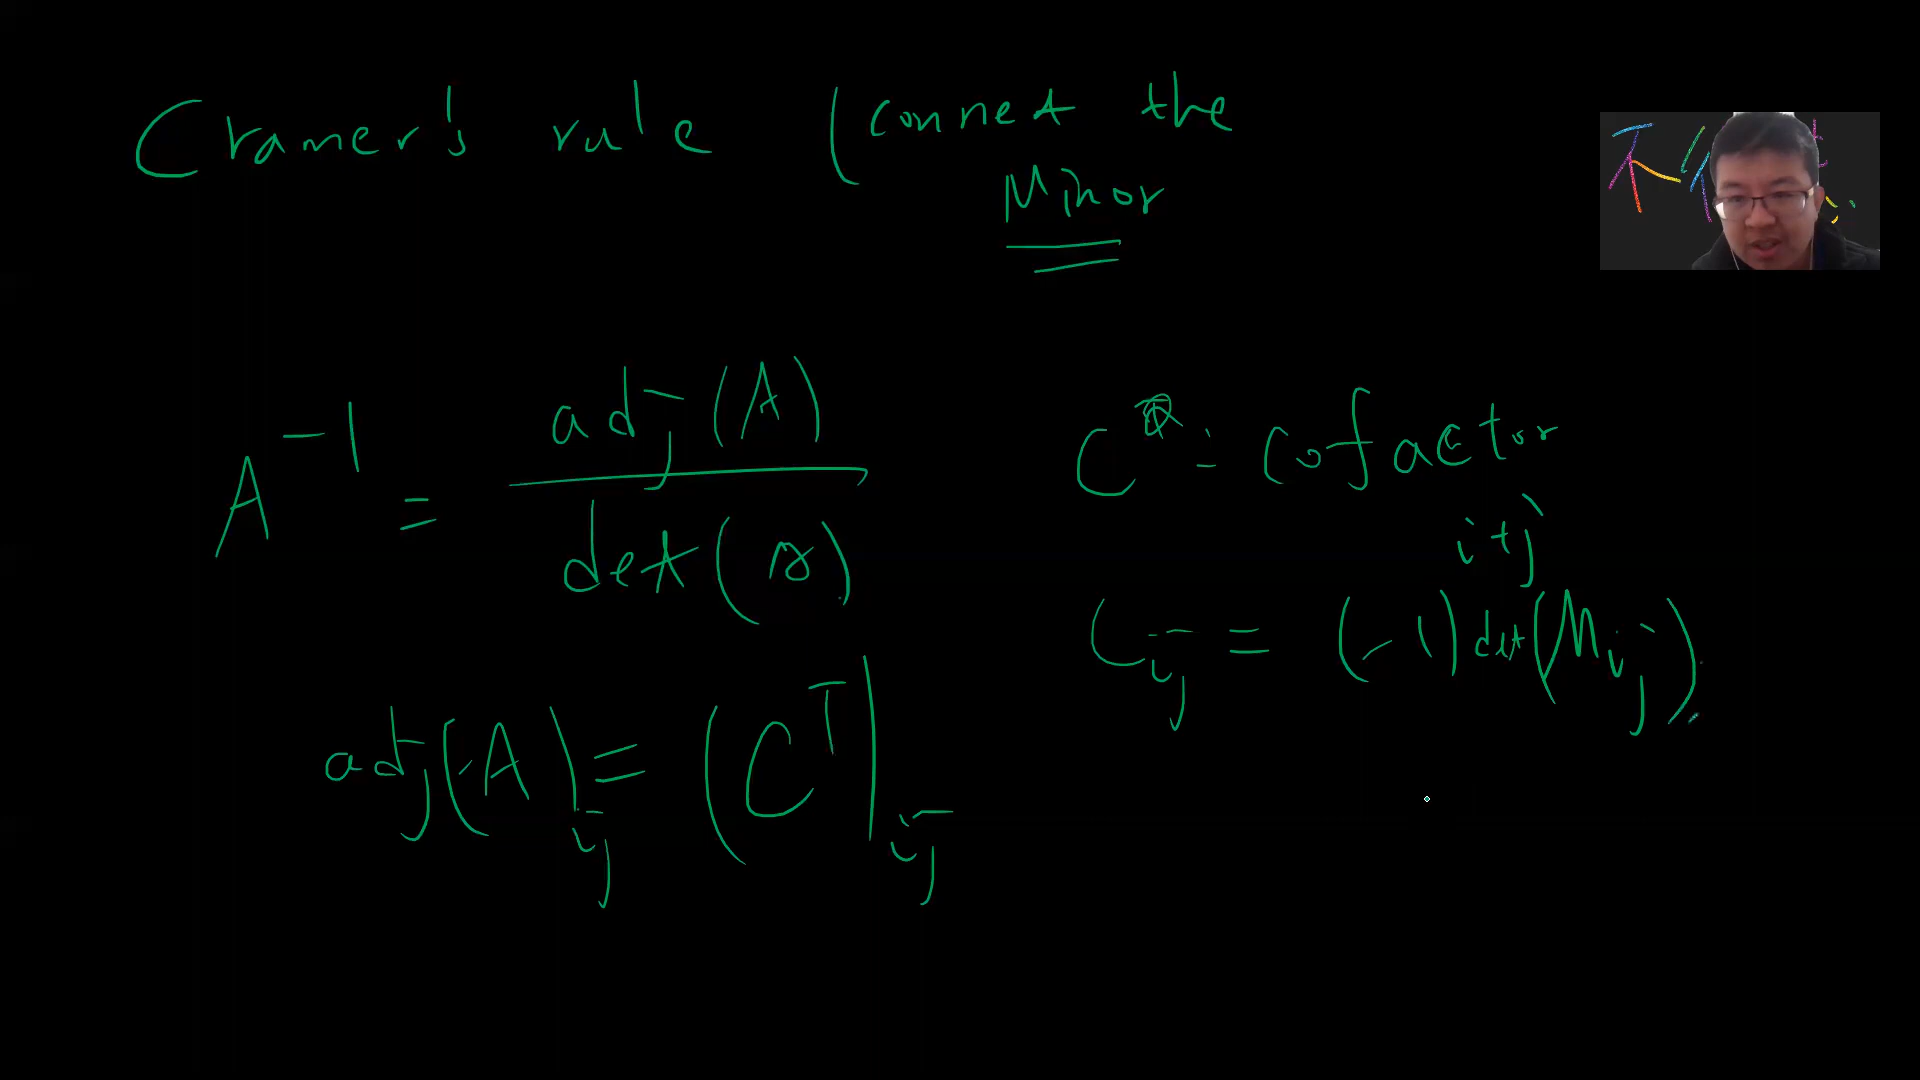 Cramer's rule (connect the
Minor
A⁻¹ = adj(A) / det(A)
C : cofactor
C_ij = (-1)^(i+j) det(M_ij).
adj(A)_ij = (C^T)_ij